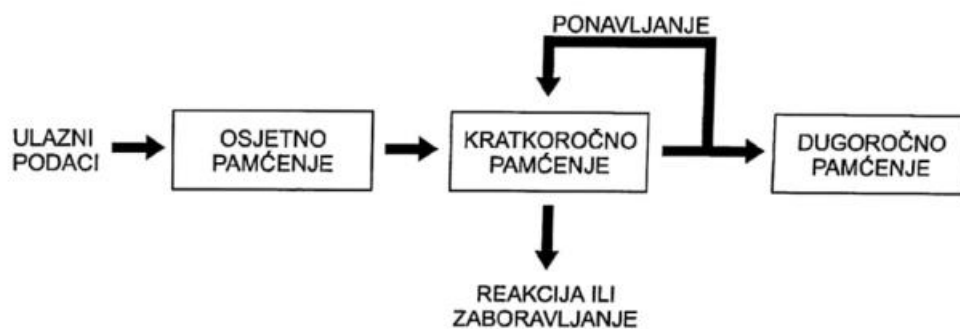 PONAVLJANJE
ULAZNI
PODACI
OSJETNO
PAMĆENJE
KRATKOROČNO
PAMĆENJE
DUGOROČNO
PAMĆENJE
REAKCIJA ILI
ZABORAVLJANJE